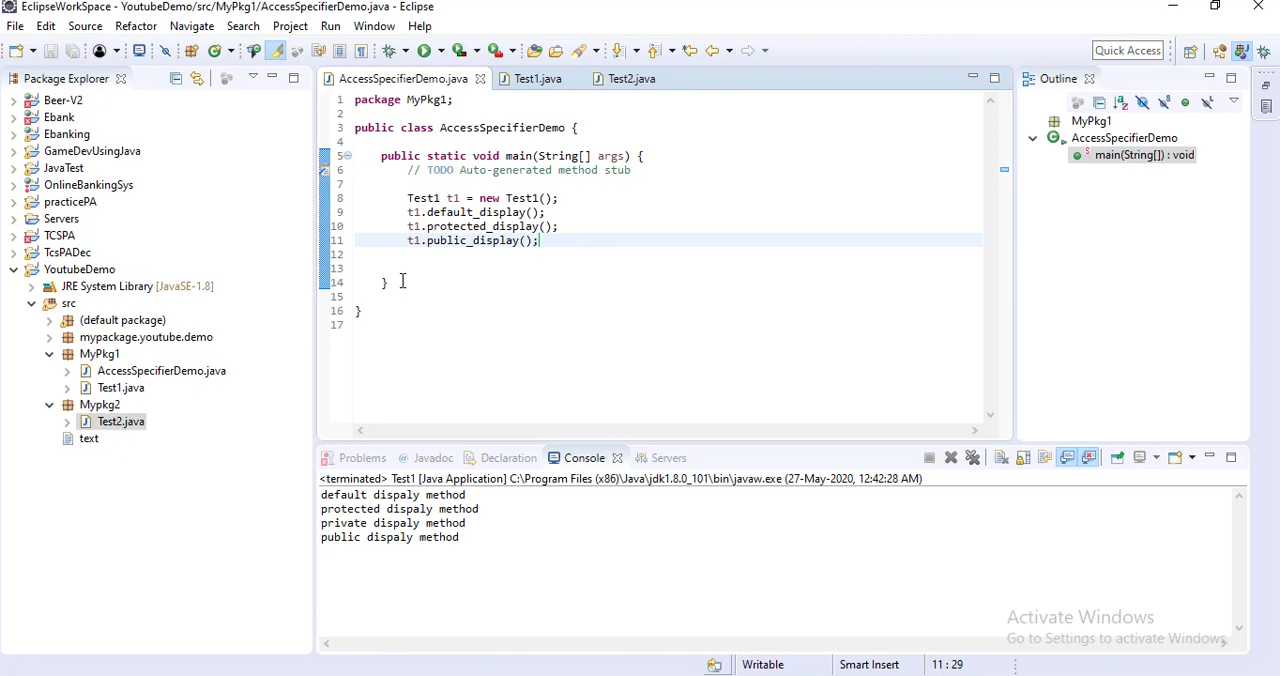 EclipseWorkSpace - YoutubeDemo/src/MyPkg1/AccessSpecifierDemo.java - Eclipse
File Edit Source Refactor Navigate Search Project Run Window Help
Quick Access
Package Explorer
Beer-V2
Ebank
Ebanking
GameDevUsingJava
JavaTest
OnlineBankingSys
practicePA
Servers
TCSPA
TcsPADec
YoutubeDemo
JRE System Library [JavaSE-1.8]
src
(default package)
mypackage.youtube.demo
MyPkg1
AccessSpecifierDemo.java
Test1.java
Mypkg2
Test2.java
text
AccessSpecifierDemo.java Test1.java Test2.java
1 package MyPkg1;
2
3 public class AccessSpecifierDemo {
4
5 public static void main(String[] args) {
6 // TODO Auto-generated method stub
7
8 Test1 t1 = new Test1();
9 t1.default_display();
10 t1.protected_display();
11 t1.public_display();
12
13
14 }
15
16 }
17
Outline
MyPkg1
AccessSpecifierDemo
main(String[]) : void
Problems Javadoc Declaration Console Servers
<terminated> Test1 [Java Application] C:\Program Files (x86)\Java\jdk1.8.0_101\bin\javaw.exe (27-May-2020, 12:42:28 AM)
default dispaly method
protected dispaly method
private dispaly method
public dispaly method
Activate Windows
Go to Settings to activate Windows.
Writable Smart Insert 11 : 29